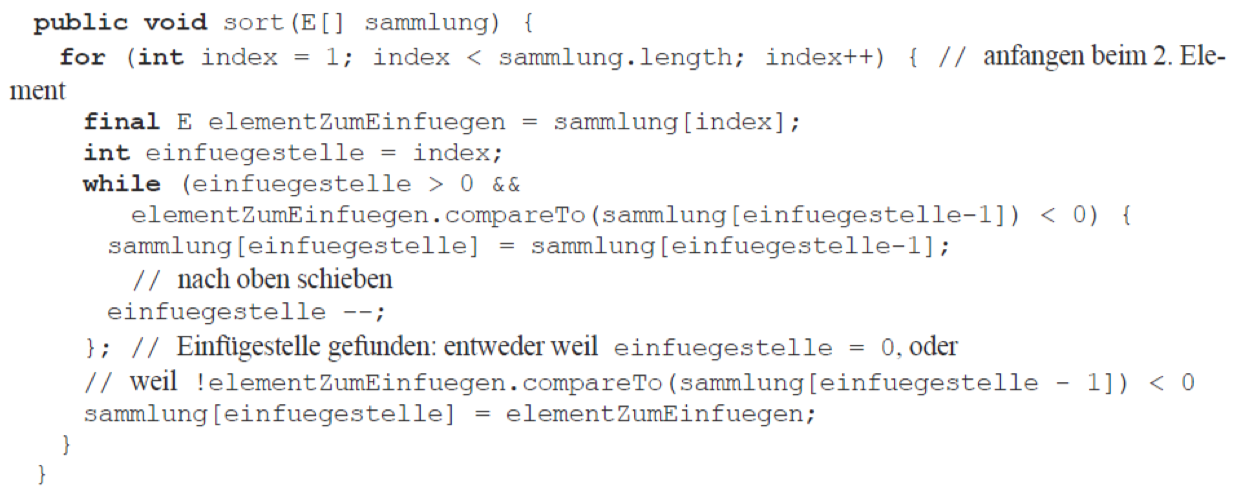 public void sort(E[] sammlung) {
for (int index = 1; index < sammlung.length; index++) { // anfangen beim 2. Ele-
ment
final E elementZumEinfuegen = sammlung[index];
int einfuegestelle = index;
while (einfuegestelle > 0 &&
elementZumEinfuegen.compareTo(sammlung[einfuegestelle-1]) < 0) {
sammlung[einfuegestelle] = sammlung[einfuegestelle-1];
// nach oben schieben
einfuegestelle --;
}; // Einfügestelle gefunden: entweder weil einfuegestelle = 0, oder
// weil !elementZumEinfuegen.compareTo(sammlung[einfuegestelle - 1]) < 0
sammlung[einfuegestelle] = elementZumEinfuegen;
}
}